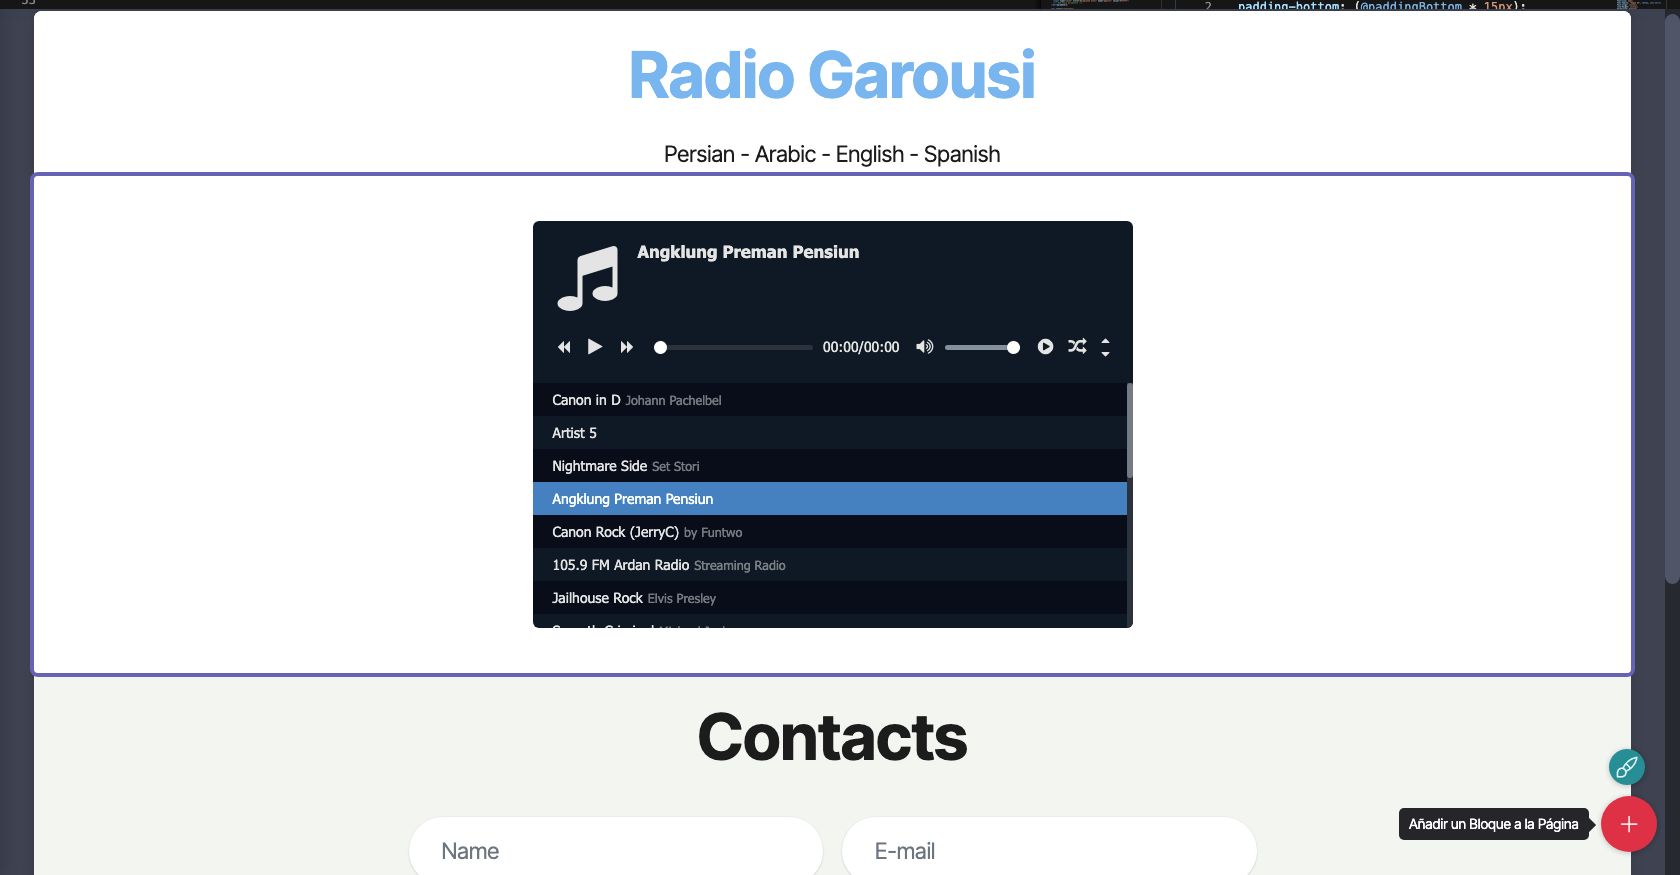 2 padding-bottom: (@paddingBottom * 15px);
Radio Garousi
Persian - Arabic - English - Spanish
Angklung Preman Pensiun
00:00/00:00
Canon in D Johann Pachelbel
Artist 5
Nightmare Side Set Stori
Angklung Preman Pensiun
Canon Rock (JerryC) by Funtwo
105.9 FM Ardan Radio Streaming Radio
Jailhouse Rock Elvis Presley
Contacts
Name E-mail
Añadir un Bloque a la Página